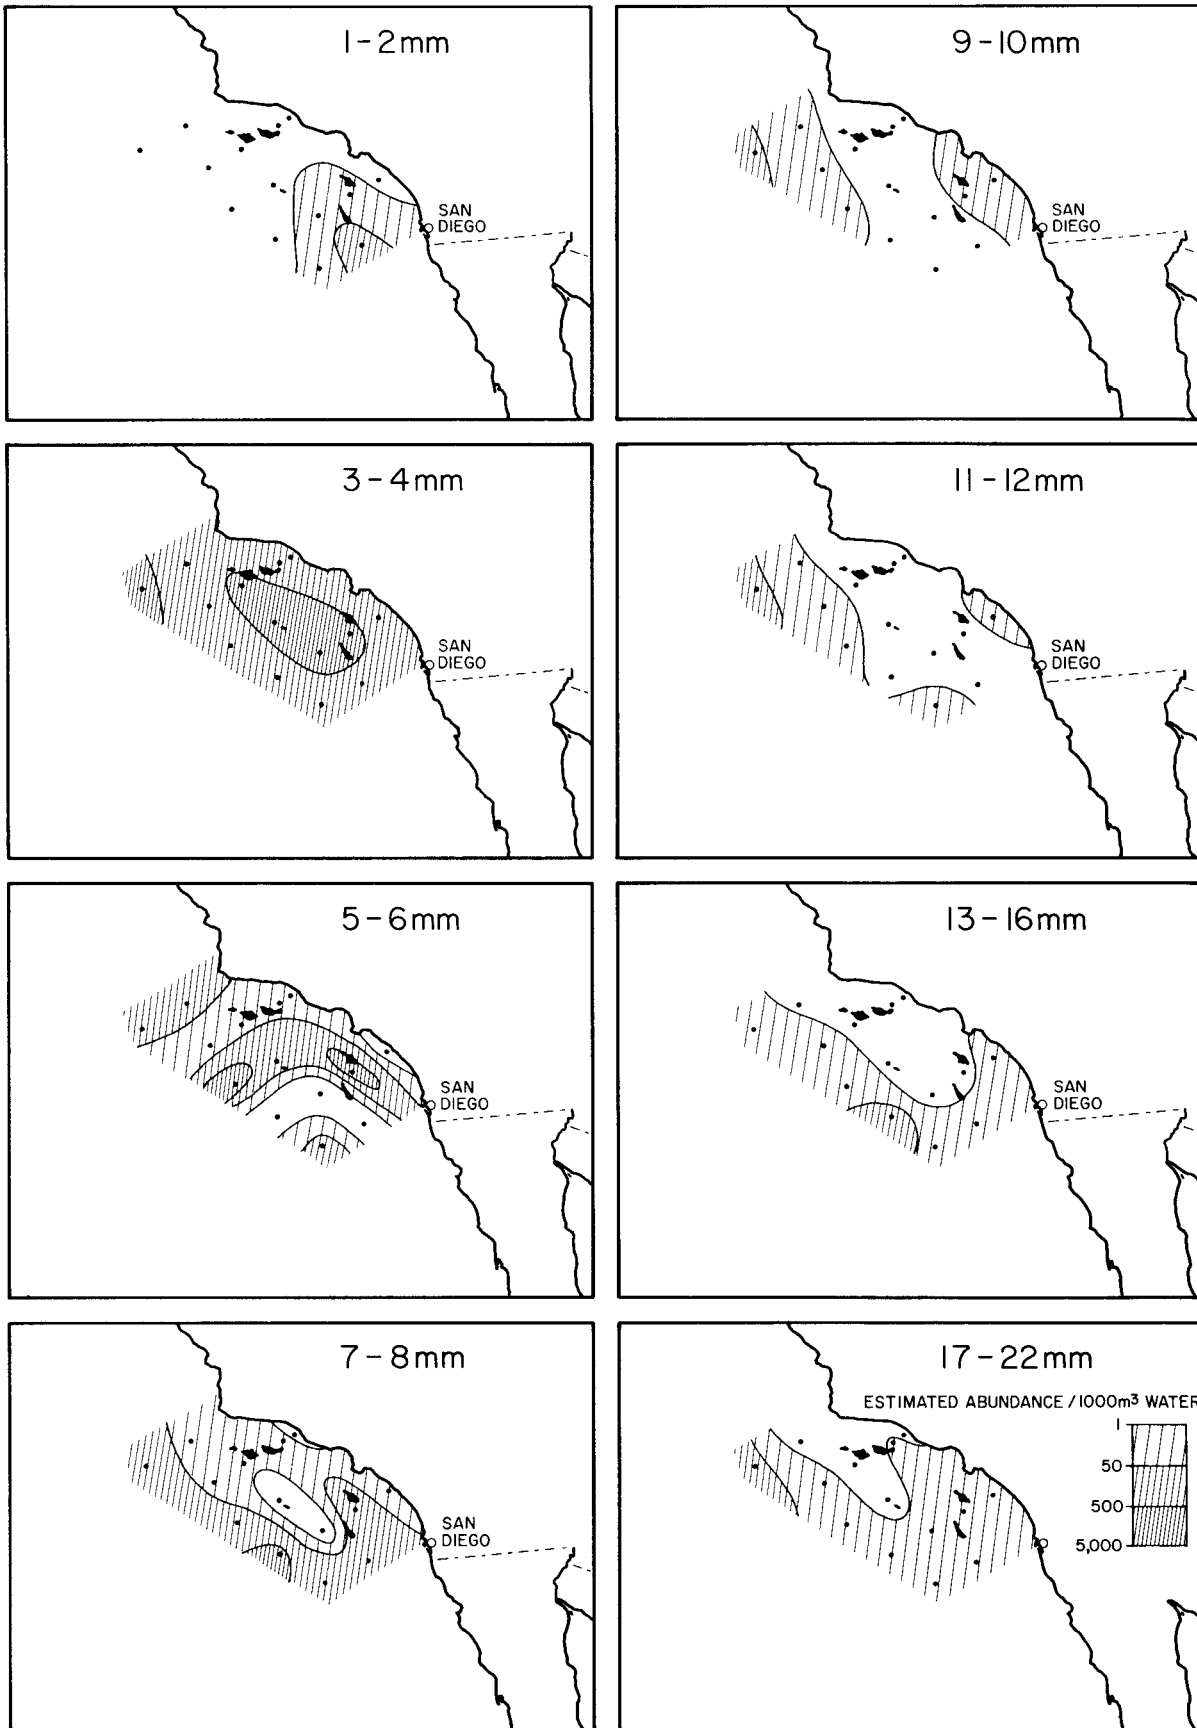 1-2mm
SAN
DIEGO
9-10mm
SAN
DIEGO
3-4mm
SAN
DIEGO
11-12mm
SAN
DIEGO
5-6mm
SAN
DIEGO
13-16mm
SAN
DIEGO
7-8mm
SAN
DIEGO
17-22mm
ESTIMATED ABUNDANCE / 1000m³ WATER
1
50
500
5,000